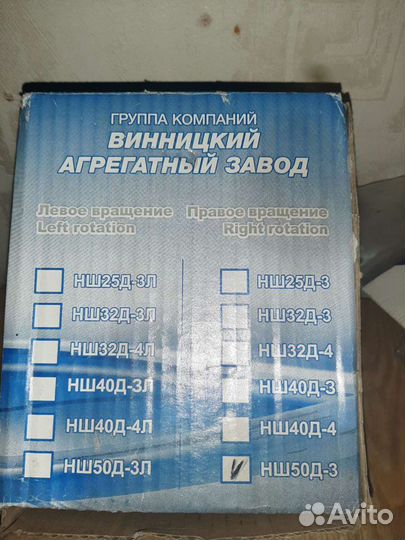 ГРУППА КОМПАНИЙ
ВИННИЦКИЙ
АГРЕГАТНЫЙ ЗАВОД
Левое вращение Правое вращение
Left rotation Right rotation
НШ25Д-3Л НШ25Д-3
НШ32Д-3Л НШ32Д-3
НШ32Д-4Л НШ32Д-4
НШ40Д-3Л НШ40Д-3
НШ40Д-4Л НШ40Д-4
НШ50Д-3Л НШ50Д-3
Avito